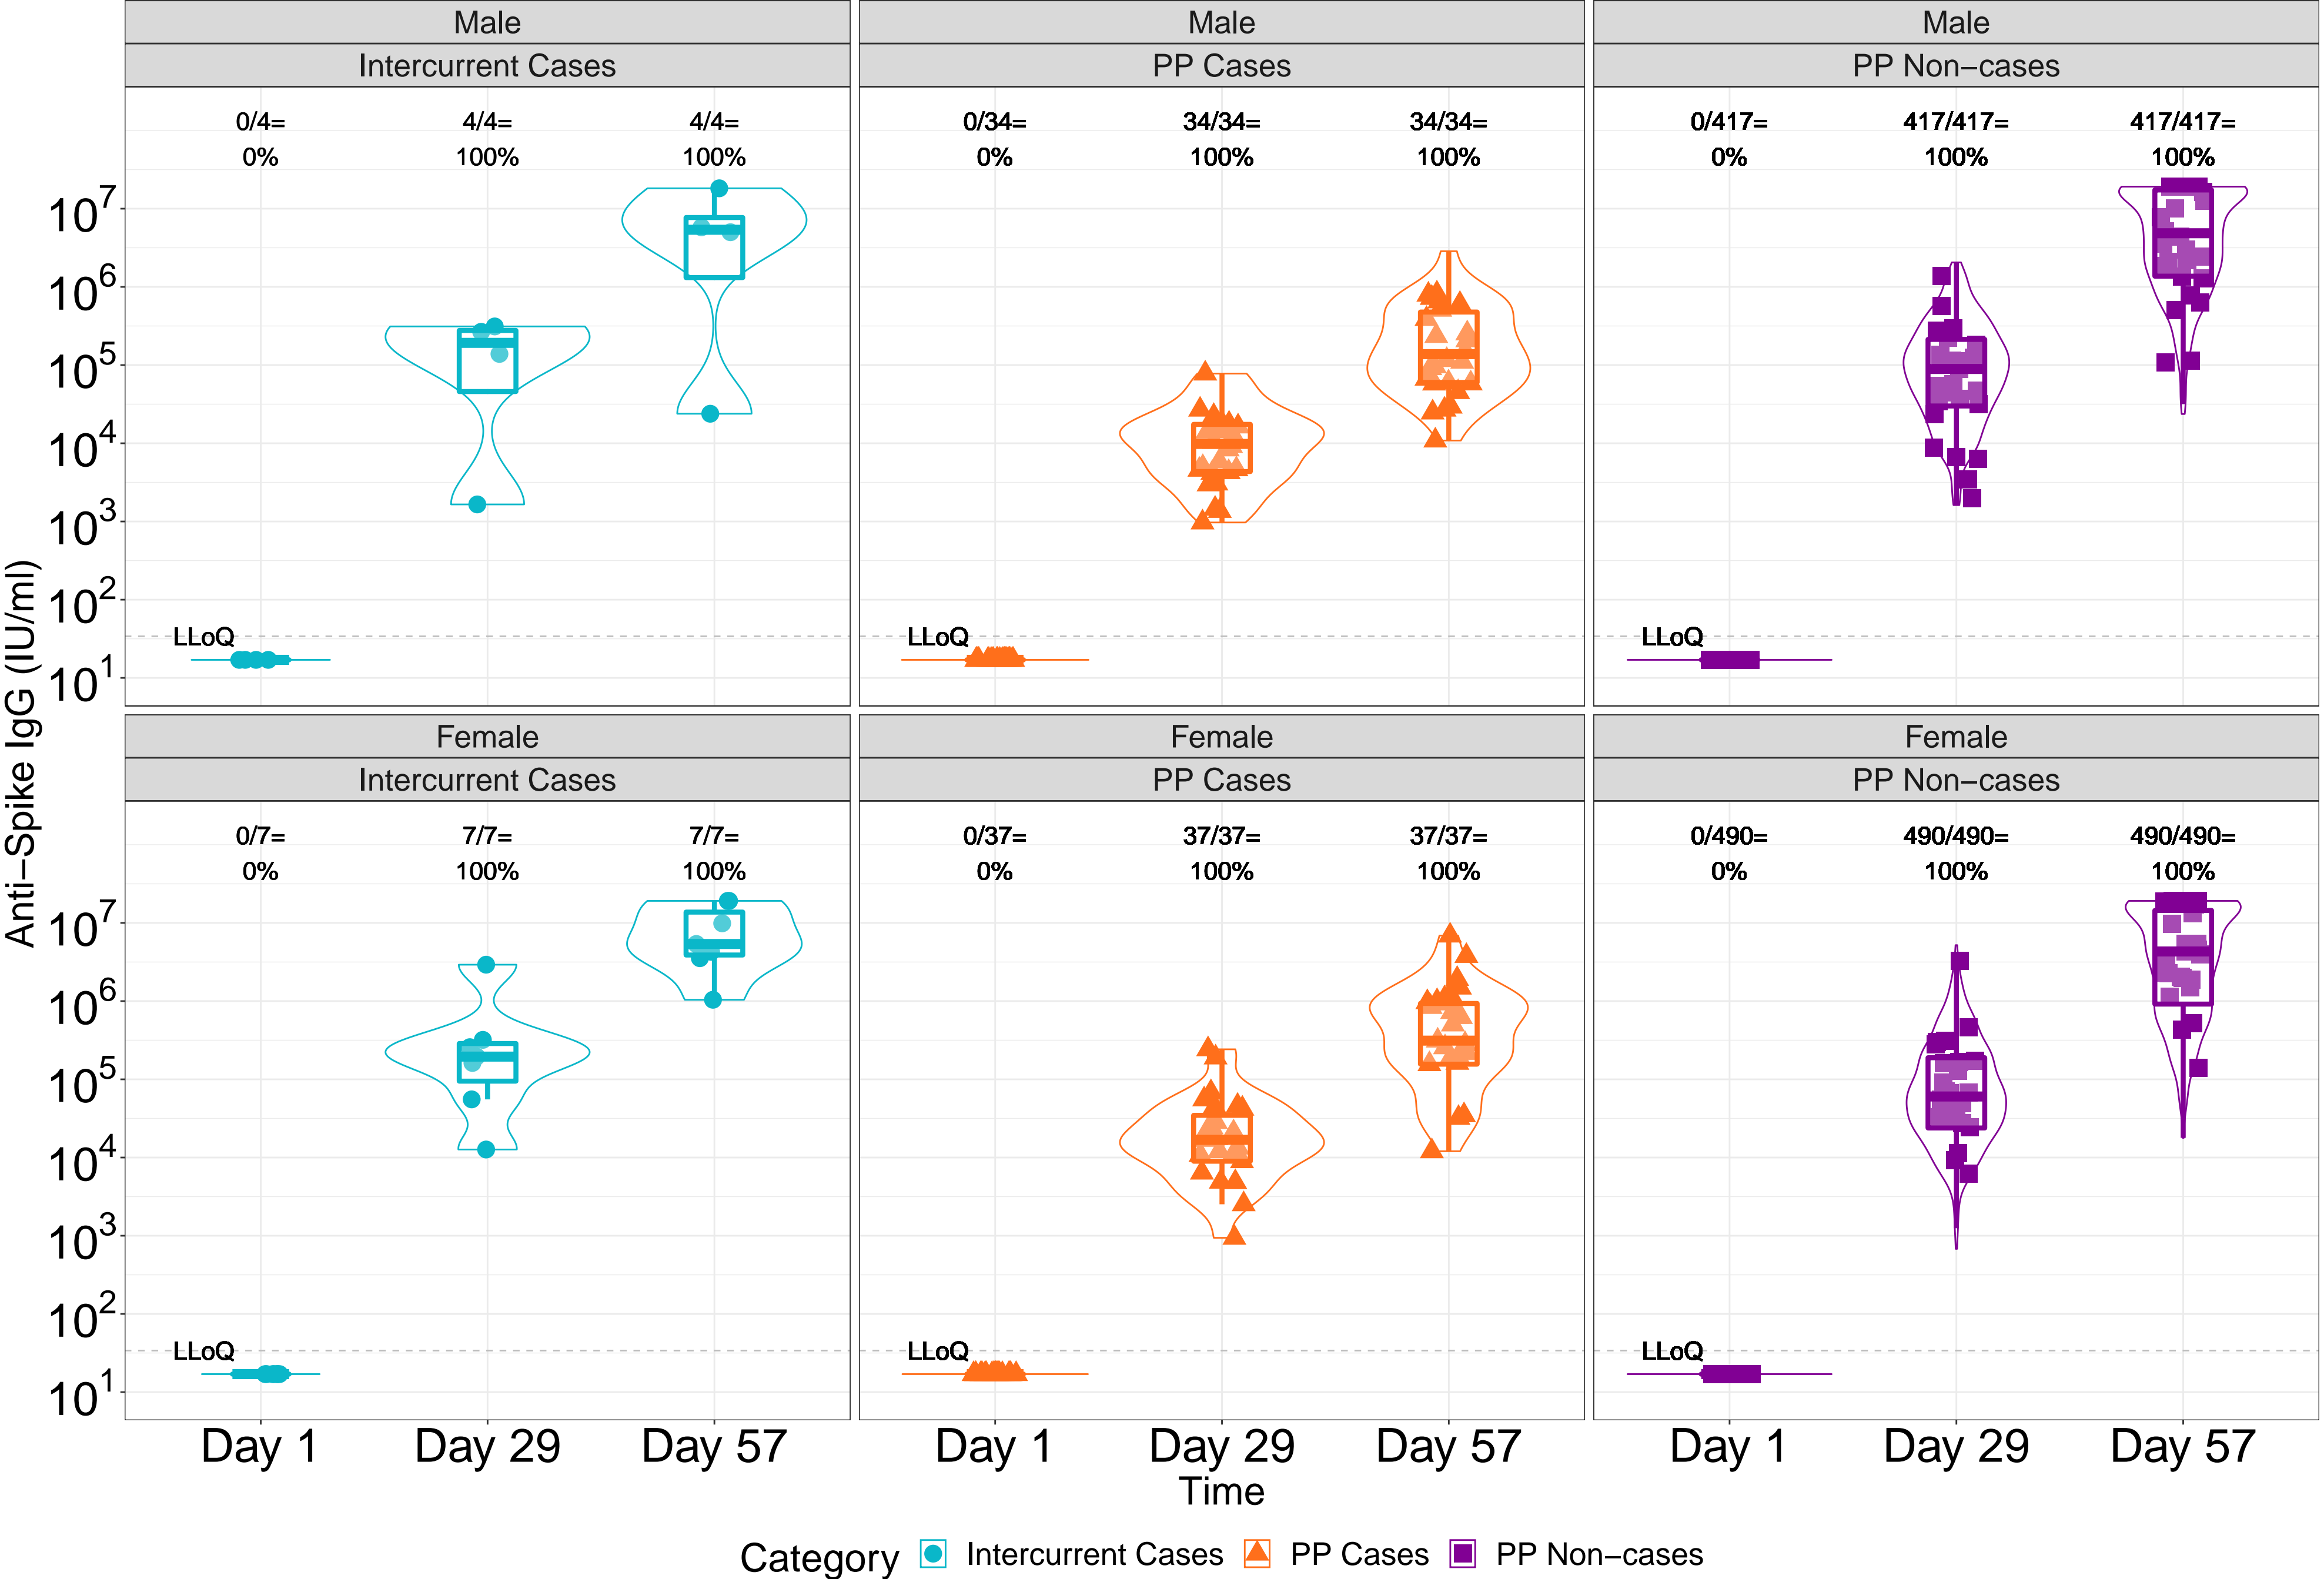 Male Male Male
Intercurrent Cases PP Cases PP Non−cases
0/4= 4/4= 4/4= 0/34= 34/34= 34/34= 0/417= 417/417= 417/417=
0% 100% 100% 0% 100% 100% 0% 100% 100%
10^7
10^6
10^5
10^4
10^3
10^2
LLoQ LLoQ LLoQ
10^1
Anti−Spike IgG (IU/ml)
Female Female Female
Intercurrent Cases PP Cases PP Non−cases
0/7= 7/7= 7/7= 0/37= 37/37= 37/37= 0/490= 490/490= 490/490=
0% 100% 100% 0% 100% 100% 0% 100% 100%
10^7
10^6
10^5
10^4
10^3
10^2
LLoQ LLoQ LLoQ
10^1
Day 1 Day 29 Day 57 Day 1 Day 29 Day 57 Day 1 Day 29 Day 57
Time
Category Intercurrent Cases PP Cases PP Non−cases